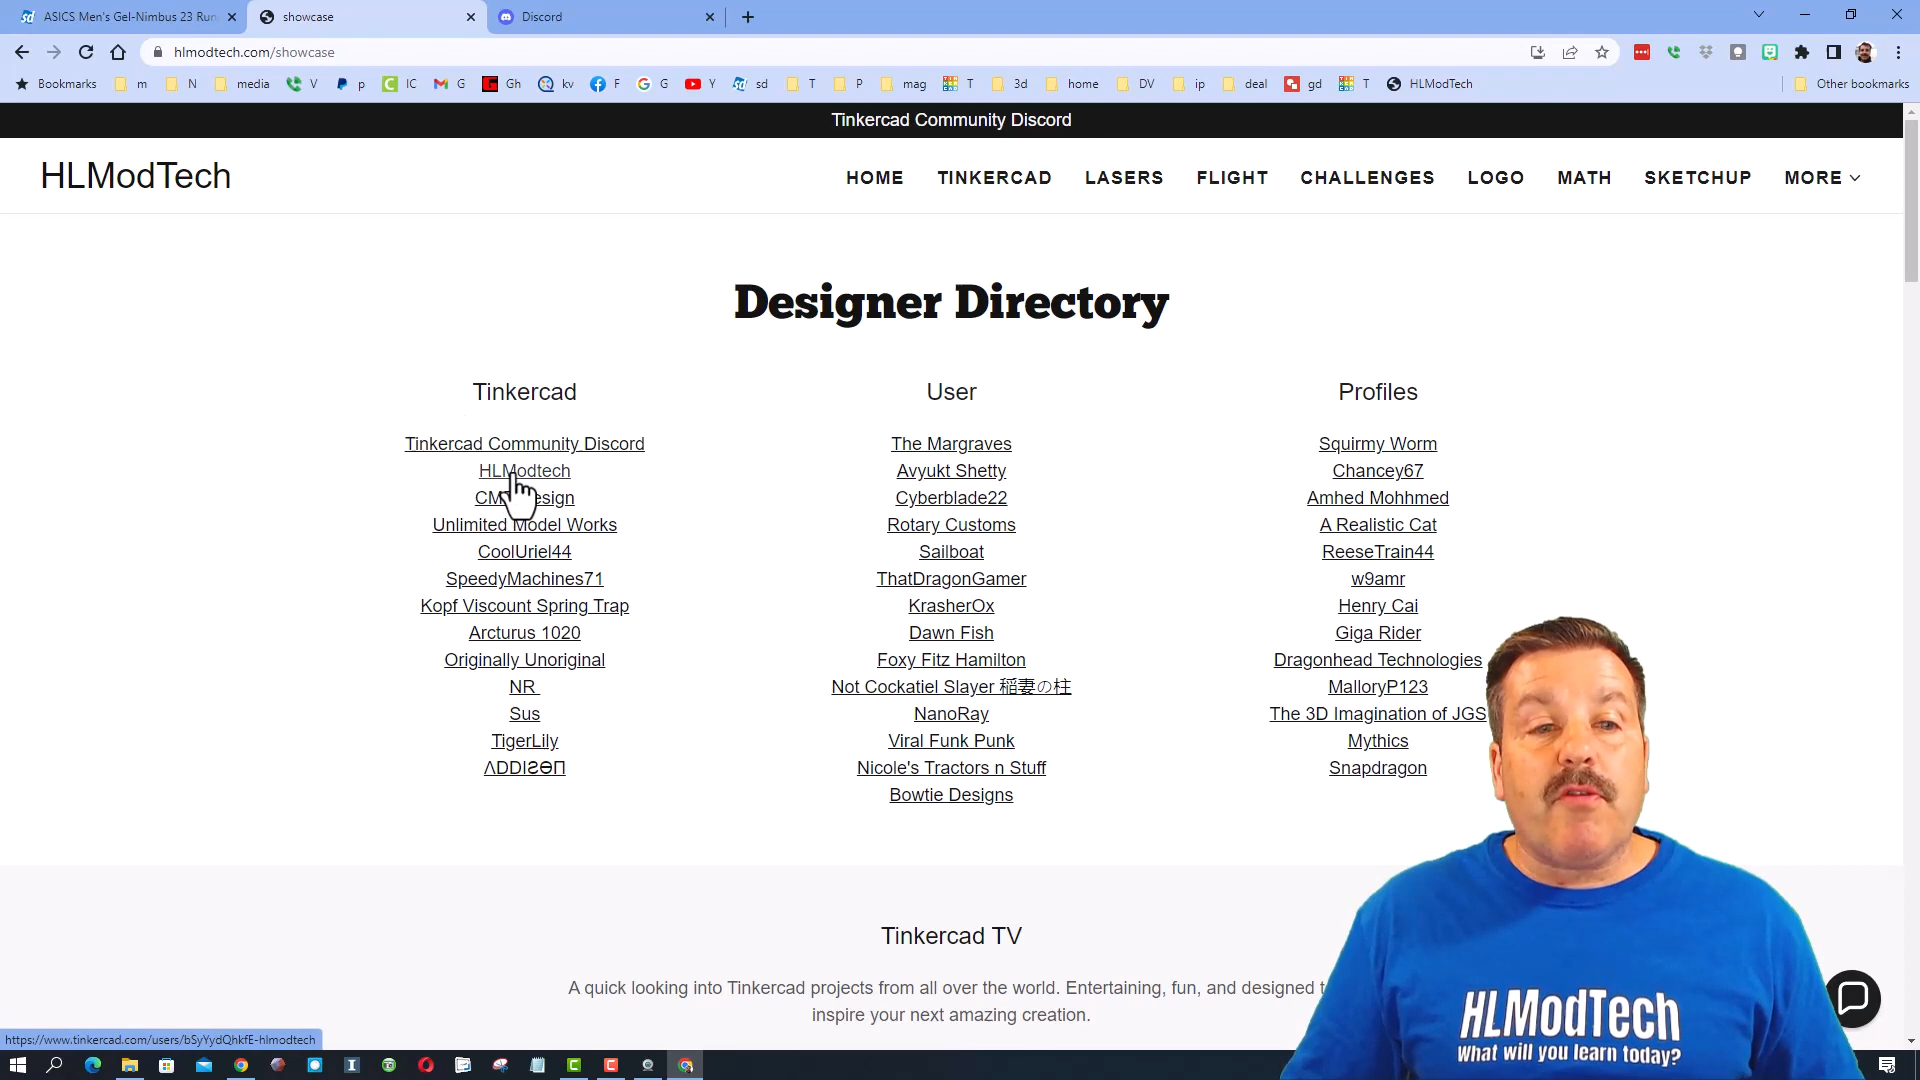 ASICS Men's Gel-Nimbus 23 Run
showcase
Discord
hlmodtech.com/showcase
Bookmarks m N media V p IC G Gh kv F G Y sd T P mag T 3d home DV ip deal gd T HLModTech Other bookmarks
Tinkercad Community Discord
HLModTech
HOME TINKERCAD LASERS FLIGHT CHALLENGES LOGO MATH SKETCHUP MORE
Designer Directory
Tinkercad
Tinkercad Community Discord
HLModtech
Unlimited Model Works
CoolUriel44
SpeedyMachines71
Kopf Viscount Spring Trap
Arcturus 1020
Originally Unoriginal
NR
Sus
TigerLily
ΛDDIƧӨП
User
The Margraves
Avyukt Shetty
Cyberblade22
Rotary Customs
Sailboat
ThatDragonGamer
KrasherOx
Dawn Fish
Foxy Fitz Hamilton
Not Cockatiel Slayer 稲妻の柱
NanoRay
Viral Funk Punk
Nicole's Tractors n Stuff
Bowtie Designs
Profiles
Squirmy Worm
Chancey67
Amhed Mohhmed
A Realistic Cat
ReeseTrain44
w9amr
Henry Cai
Giga Rider
Dragonhead Technologies
MalloryP123
The 3D Imagination of JGS
Mythics
Snapdragon
Tinkercad TV
A quick looking into Tinkercad projects from all over the world. Entertaining, fun, and designed
inspire your next amazing creation.
HLModTech
What will you learn today?
https://www.tinkercad.com/users/bSyYydQhkfE-hlmodtech